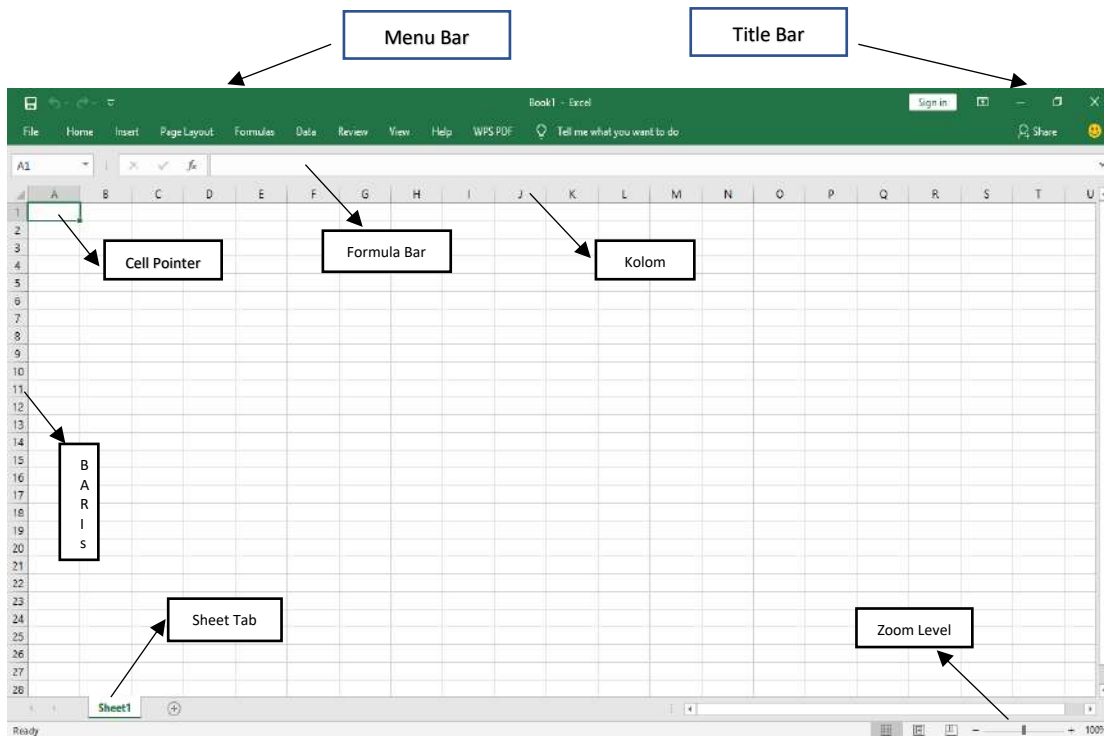 Menu Bar
Title Bar
Book1 - Excel
Sign in
File Home Insert Page Layout Formulas Data Review View Help WPS PDF Tell me what you want to do Share
A1 fx
A B C D E F G H I J K L M N O P Q R S T U
1
2
3
4
5
6
7
8
9
10
11
12
13
14
15
16
17
18
19
20
21
22
23
24
25
26
27
28
Cell Pointer
Formula Bar
Kolom
B
A
R
I
s
Sheet Tab
Zoom Level
Sheet1
Ready 100%